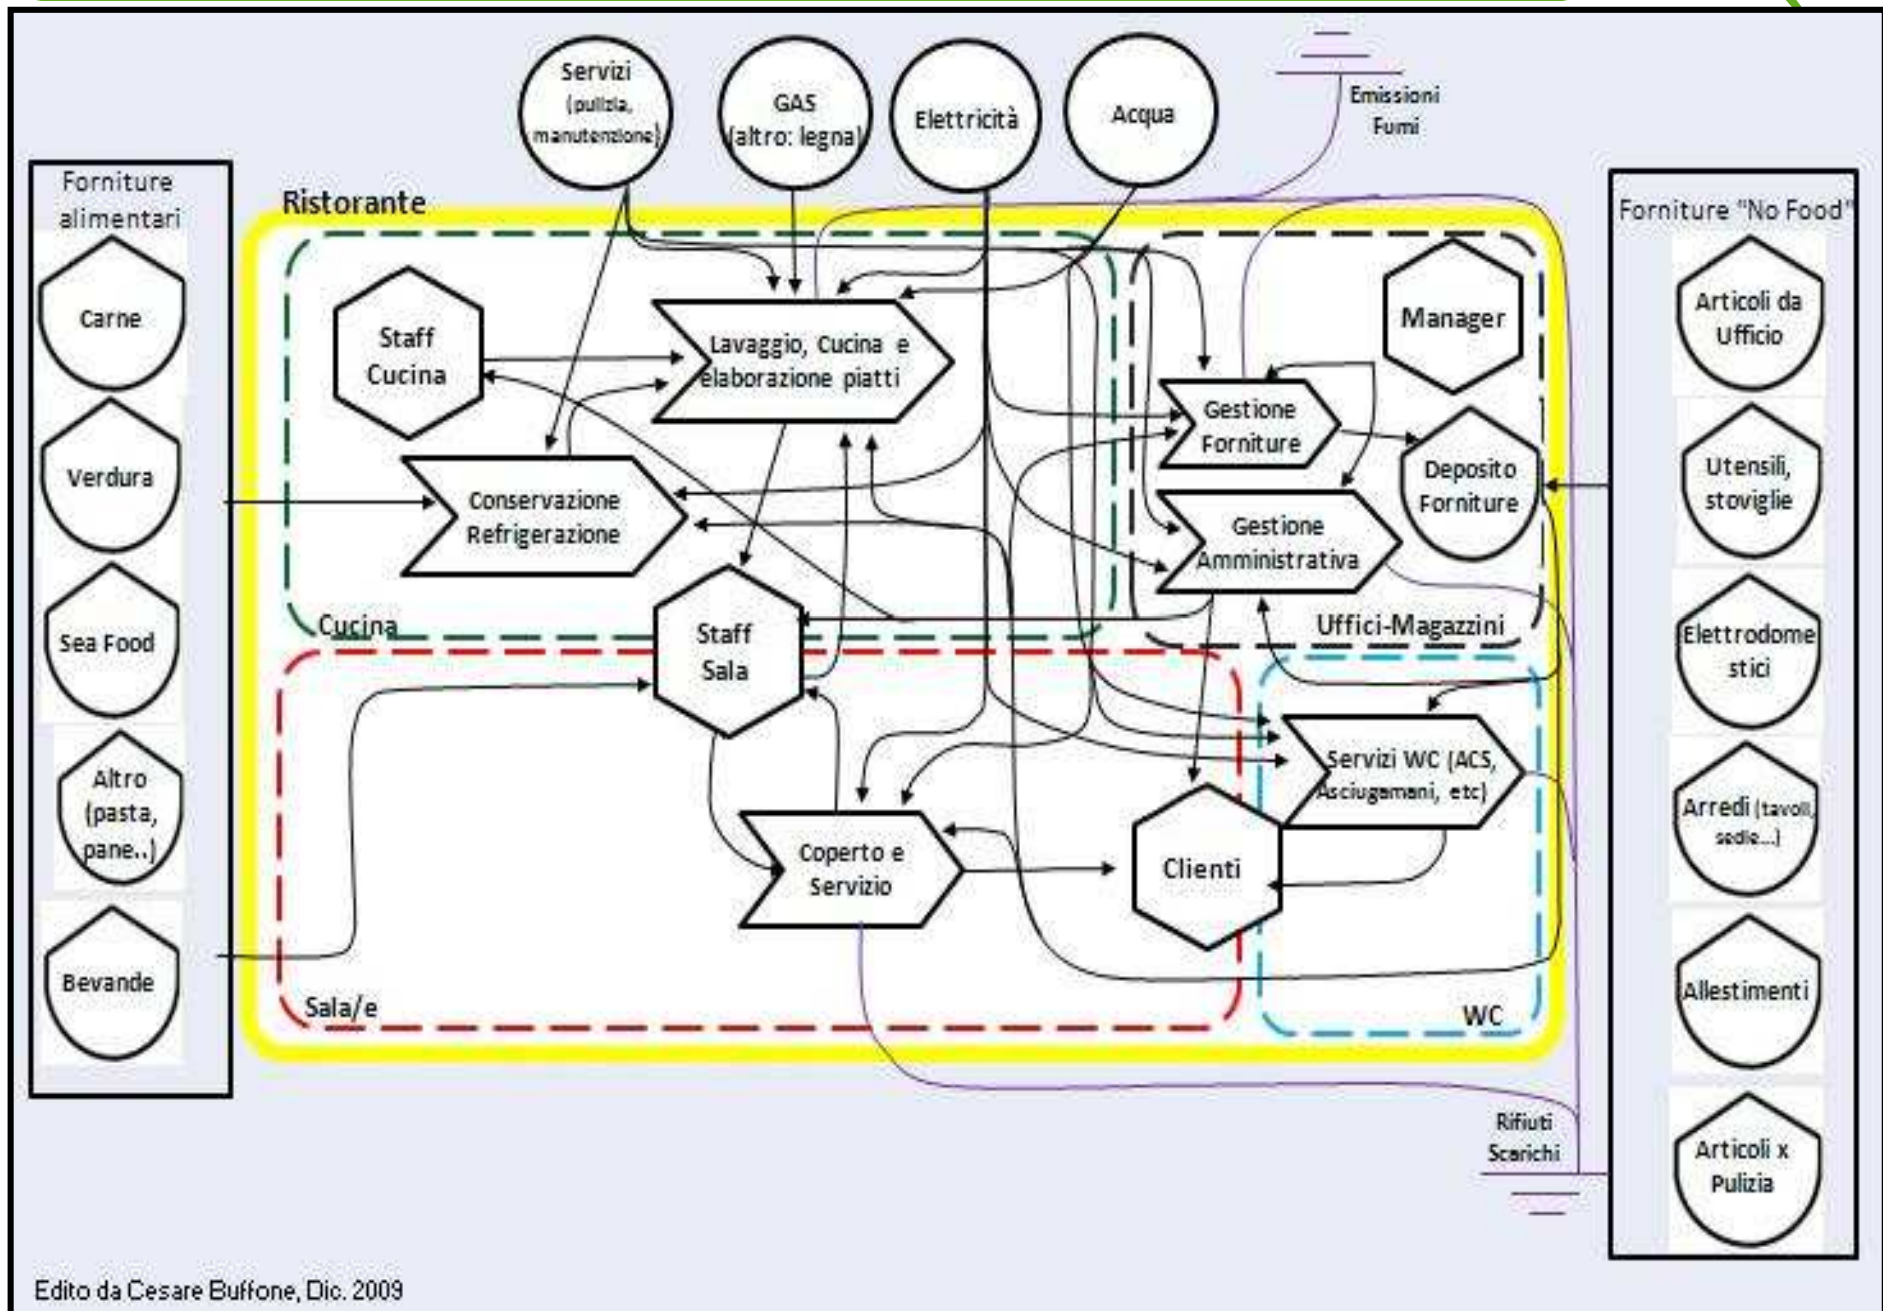 Servizi
(pulizia,
manutenzione)
GAS
(altro: legna)
Elettricità
Acqua
Emissioni
Fumi
Forniture
alimentari
Carne
Verdura
Sea Food
Altro
(pasta,
pane..)
Bevande
Ristorante
Staff
Cucina
Lavaggio, Cucina e
elaborazione piatti
Conservazione
Refrigerazione
Cucina
Manager
Gestione
Forniture
Deposito
Forniture
Gestione
Amministrativa
Uffici-Magazzini
Staff
Sala
Coperto e
Servizio
Clienti
Sala/e
Servizi WC (ACS,
Asciugamani, etc)
WC
Forniture "No Food"
Articoli da
Ufficio
Utensili,
stoviglie
Elettrodome
stici
Arredi (tavoli,
sedie...)
Allestimenti
Articoli x
Pulizia
Rifiuti
Scarichi
Edito da Cesare Buffone, Dic. 2009